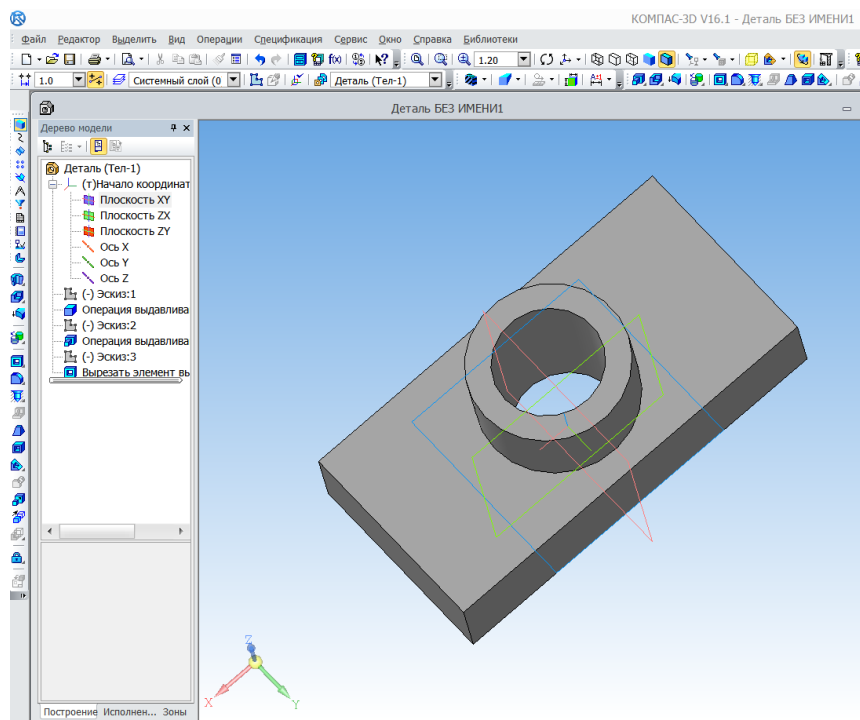 КОМПАС-3D V16.1 - Деталь БЕЗ ИМЕНИ1
Файл Редактор Выделить Вид Операции Спецификация Сервис Окно Справка Библиотеки
1.20
1.0 Системный слой (0 Деталь (Тел-1)
Деталь БЕЗ ИМЕНИ1
Дерево модели
Деталь (Тел-1)
(т)Начало координат
Плоскость XY
Плоскость ZX
Плоскость ZY
Ось X
Ось Y
Ось Z
(-) Эскиз:1
Операция выдавлива
(-) Эскиз:2
Операция выдавлива
(-) Эскиз:3
Вырезать элемент вы
Z
X
Y
Построение Исполнен... Зоны